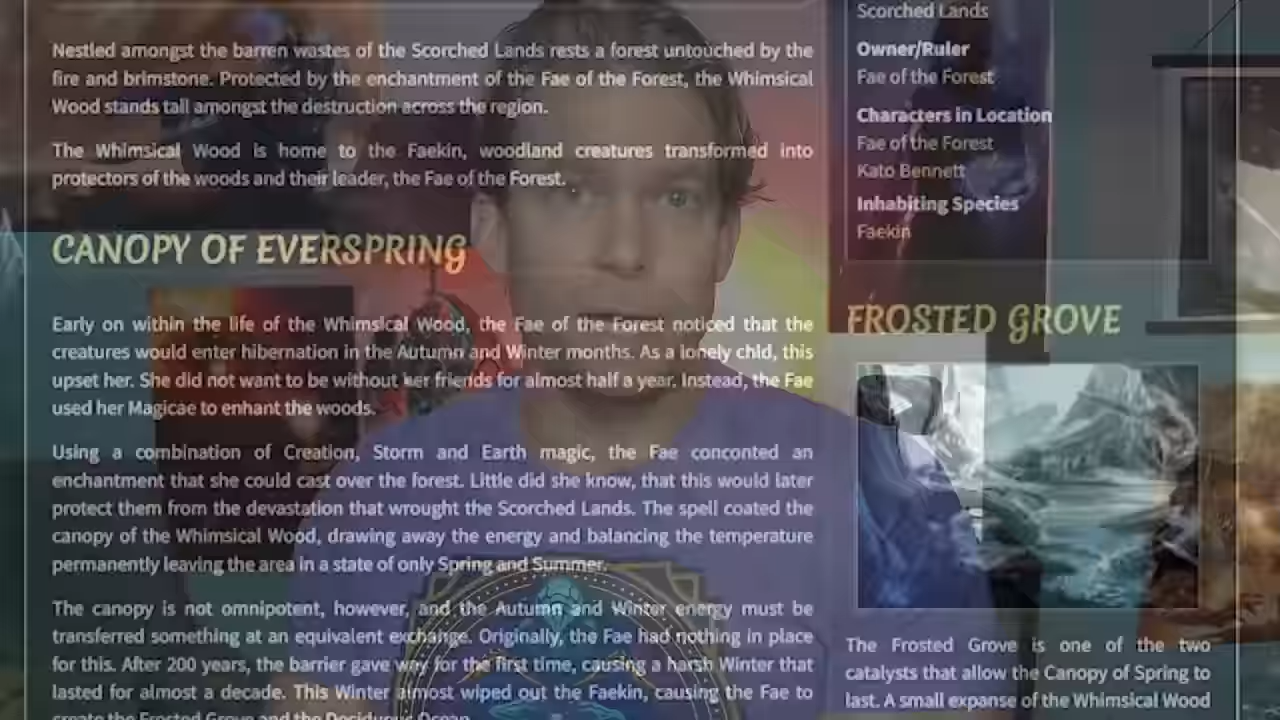 Nestled amongst the barren wastes of the Scorched Lands rests a forest untouched by the
fire and brimstone. Protected by the enchantment of the Fae of the Forest, the Whimsical
Wood stands tall amongst the destruction across the region.
The Whimsical Wood is home to the Faekin, woodland creatures transformed into
protectors of the woods and their leader, the Fae of the Forest.
CANOPY OF EVERSPRING
Early on within the life of the Whimsical Wood, the Fae of the Forest noticed that the
creatures would enter hibernation in the Autumn and Winter months. As a lonely chld, this
upset her. She did not want to be without her friends for almost half a year. Instead, the Fae
used her Magicae to enhant the woods.
Using a combination of Creation, Storm and Earth magic, the Fae conconted an
enchantment that she could cast over the forest. Little did she know, that this would later
protect them from the devastation that wrought the Scorched Lands. The spell coated the
canopy of the Whimsical Wood, drawing away the energy and balancing the temperature
permanently leaving the area in a state of only Spring and Summer.
The canopy is not omnipotent, however, and the Autumn and Winter energy must be
transferred something at an equivalent exchange. Originally, the Fae had nothing in place
for this. After 200 years, the barrier gave way for the first time, causing a harsh Winter that
lasted for almost a decade. This Winter almost wiped out the Faekin, causing the Fae to
create the Frosted Grove and the Deciduous Ocean.
Scorched Lands
Owner/Ruler
Fae of the Forest
Characters in Location
Fae of the Forest
Kato Bennett
Inhabiting Species
Faekin
FROSTED GROVE
The Frosted Grove is one of the two
catalysts that allow the Canopy of Spring to
last. A small expanse of the Whimsical Wood